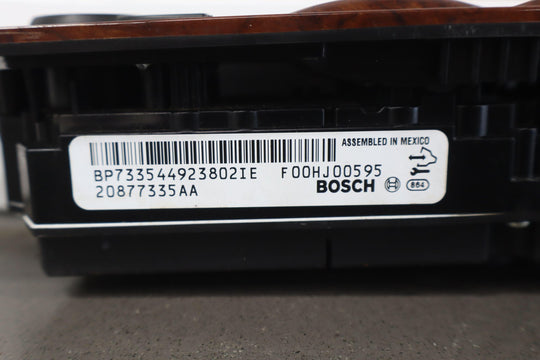 ASSEMBLED IN MEXICO
BP733544923802IE F00HJ00595
20877335AA BOSCH 864